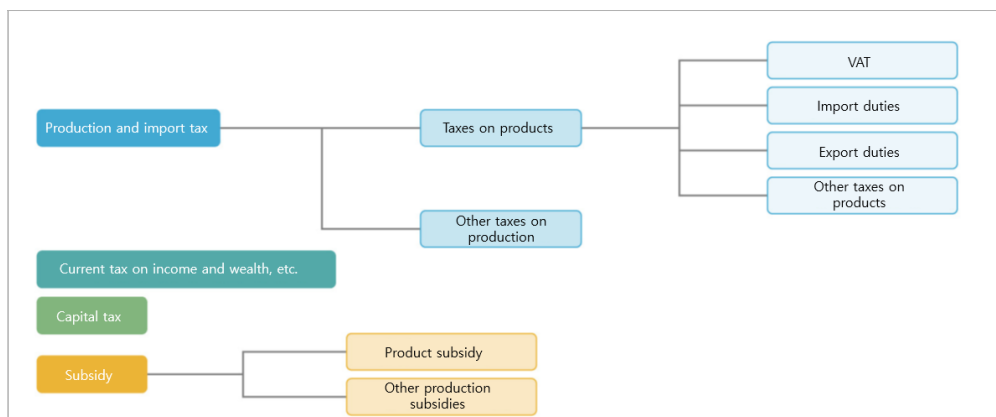 VAT
Import duties
Production and import tax
Taxes on products
Export duties
Other taxes on
products
Other taxes on
production
Current tax on income and wealth, etc.
Capital tax
Product subsidy
Subsidy
Other production
subsidies